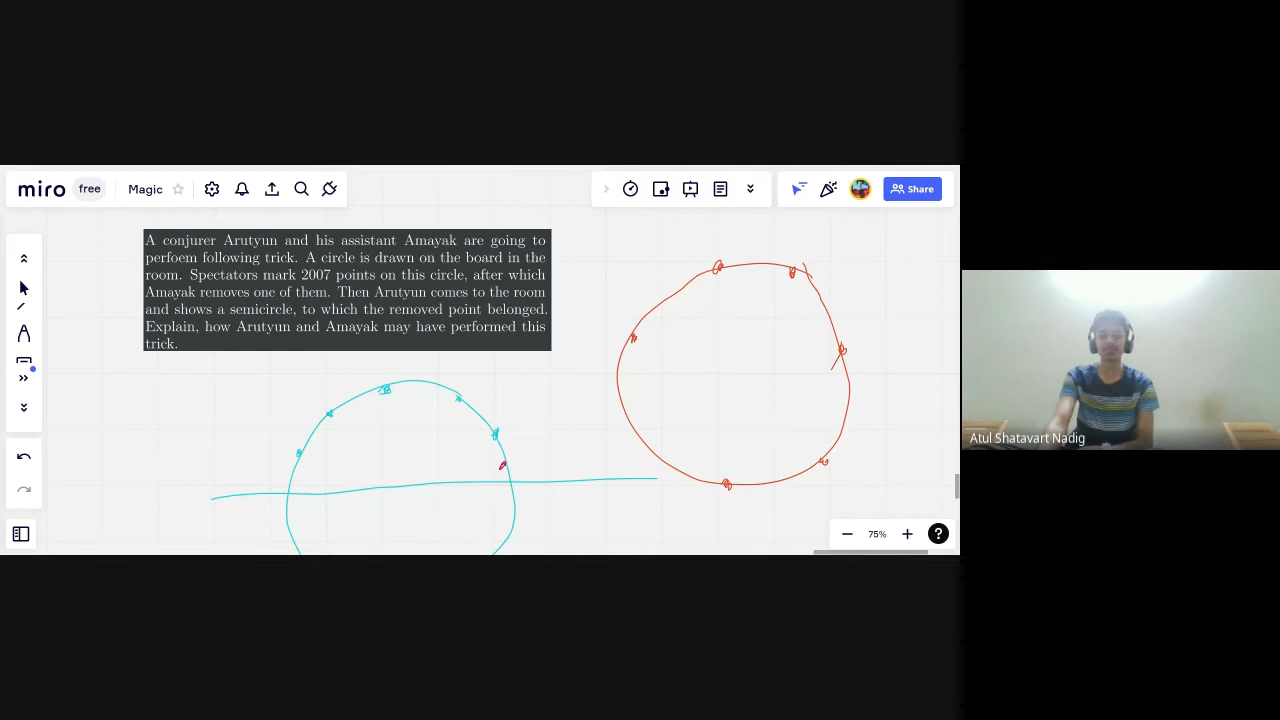 miro free Magic Share
A conjurer Arutyun and his assistant Amayak are going to
perfoem following trick. A circle is drawn on the board in the
room. Spectators mark 2007 points on this circle, after which
Amayak removes one of them. Then Arutyun comes to the room
and shows a semicircle, to which the removed point belonged.
Explain, how Arutyun and Amayak may have performed this
trick.
Atul Shatavart Nadig
75%